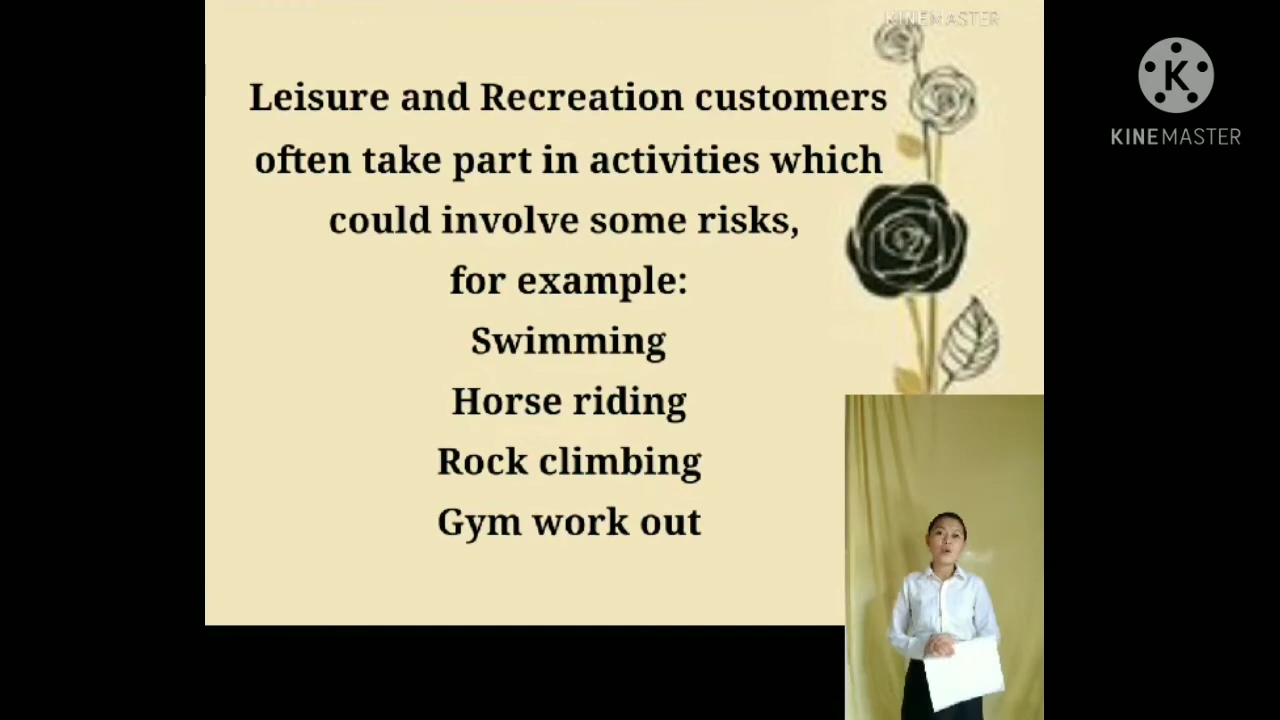 KINEMASTER
Leisure and Recreation customers
often take part in activities which
could involve some risks,
for example:
Swimming
Horse riding
Rock climbing
Gym work out
K
KINEMASTER